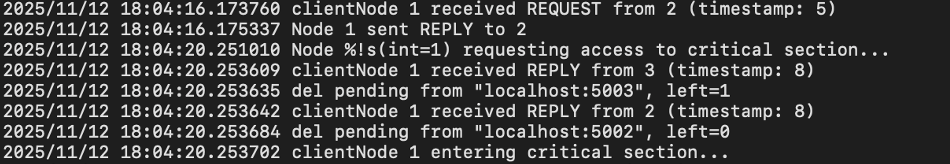 2025/11/12 18:04:16.173760 clientNode 1 received REQUEST from 2 (timestamp: 5)
2025/11/12 18:04:16.175337 Node 1 sent REPLY to 2
2025/11/12 18:04:20.251010 Node %!s(int=1) requesting access to critical section...
2025/11/12 18:04:20.253609 clientNode 1 received REPLY from 3 (timestamp: 8)
2025/11/12 18:04:20.253635 del pending from "localhost:5003", left=1
2025/11/12 18:04:20.253642 clientNode 1 received REPLY from 2 (timestamp: 8)
2025/11/12 18:04:20.253684 del pending from "localhost:5002", left=0
2025/11/12 18:04:20.253702 clientNode 1 entering critical section...